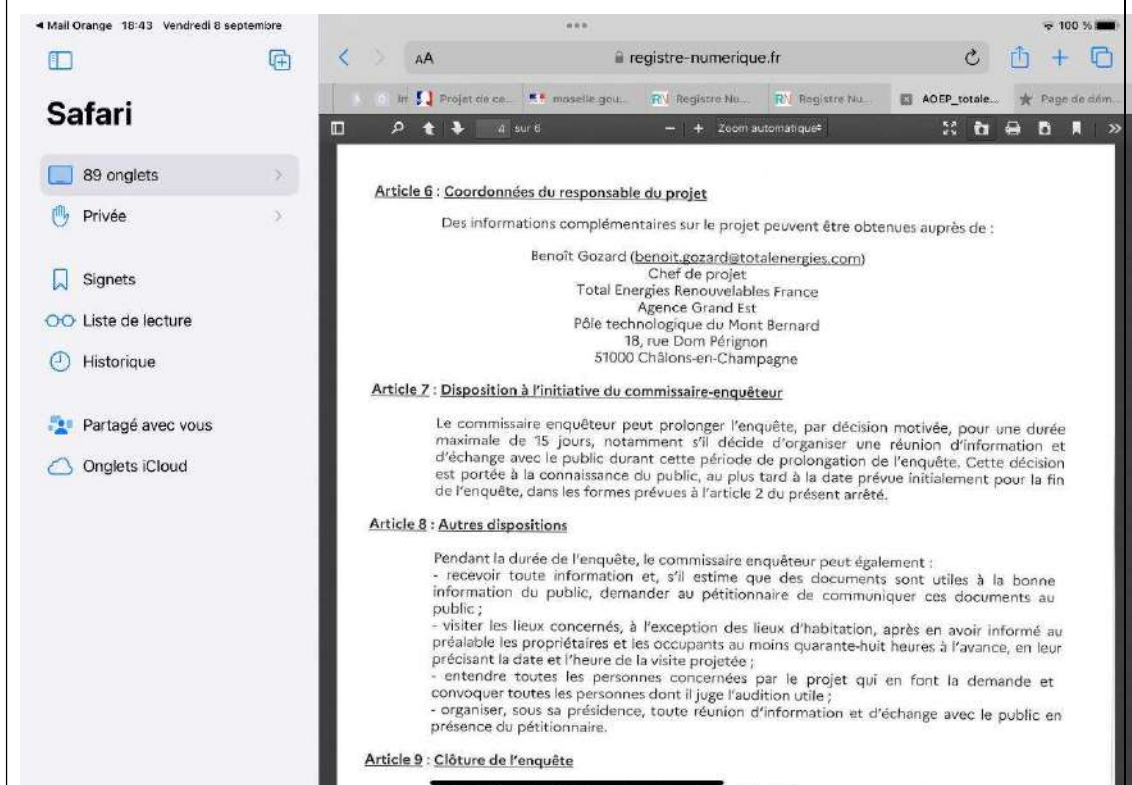 Mail Orange 18:43 Vendredi 8 septembre
100 %
AA registre-numerique.fr
Safari
Projet de ce... moselle.gou... Registre Nu... Registre Nu... AOEP_totale... Page de dém...
4 sur 6 Zoom automatique
89 onglets
Privée
Signets
Liste de lecture
Historique
Partagé avec vous
Onglets iCloud
Article 6 : Coordonnées du responsable du projet
Des informations complémentaires sur le projet peuvent être obtenues auprès de :
Benoît Gozard (benoit.gozard@totalenergies.com)
Chef de projet
Total Energies Renouvelables France
Agence Grand Est
Pôle technologique du Mont Bernard
18, rue Dom Pérignon
51000 Châlons-en-Champagne
Article 7 : Disposition à l'initiative du commissaire-enquêteur
Le commissaire enquêteur peut prolonger l'enquête, par décision motivée, pour une durée
maximale de 15 jours, notamment s'il décide d'organiser une réunion d'information et
d'échange avec le public durant cette période de prolongation de l'enquête. Cette décision
est portée à la connaissance du public, au plus tard à la date prévue initialement pour la fin
de l'enquête, dans les formes prévues à l'article 2 du présent arrêté.
Article 8 : Autres dispositions
Pendant la durée de l'enquête, le commissaire enquêteur peut également :
- recevoir toute information et, s'il estime que des documents sont utiles à la bonne
information du public, demander au pétitionnaire de communiquer ces documents au
public ;
- visiter les lieux concernés, à l'exception des lieux d'habitation, après en avoir informé au
préalable les propriétaires et les occupants au moins quarante-huit heures à l'avance, en leur
précisant la date et l'heure de la visite projetée ;
- entendre toutes les personnes concernées par le projet qui en font la demande et
convoquer toutes les personnes dont il juge l'audition utile ;
- organiser, sous sa présidence, toute réunion d'information et d'échange avec le public en
présence du pétitionnaire.
Article 9 : Clôture de l'enquête